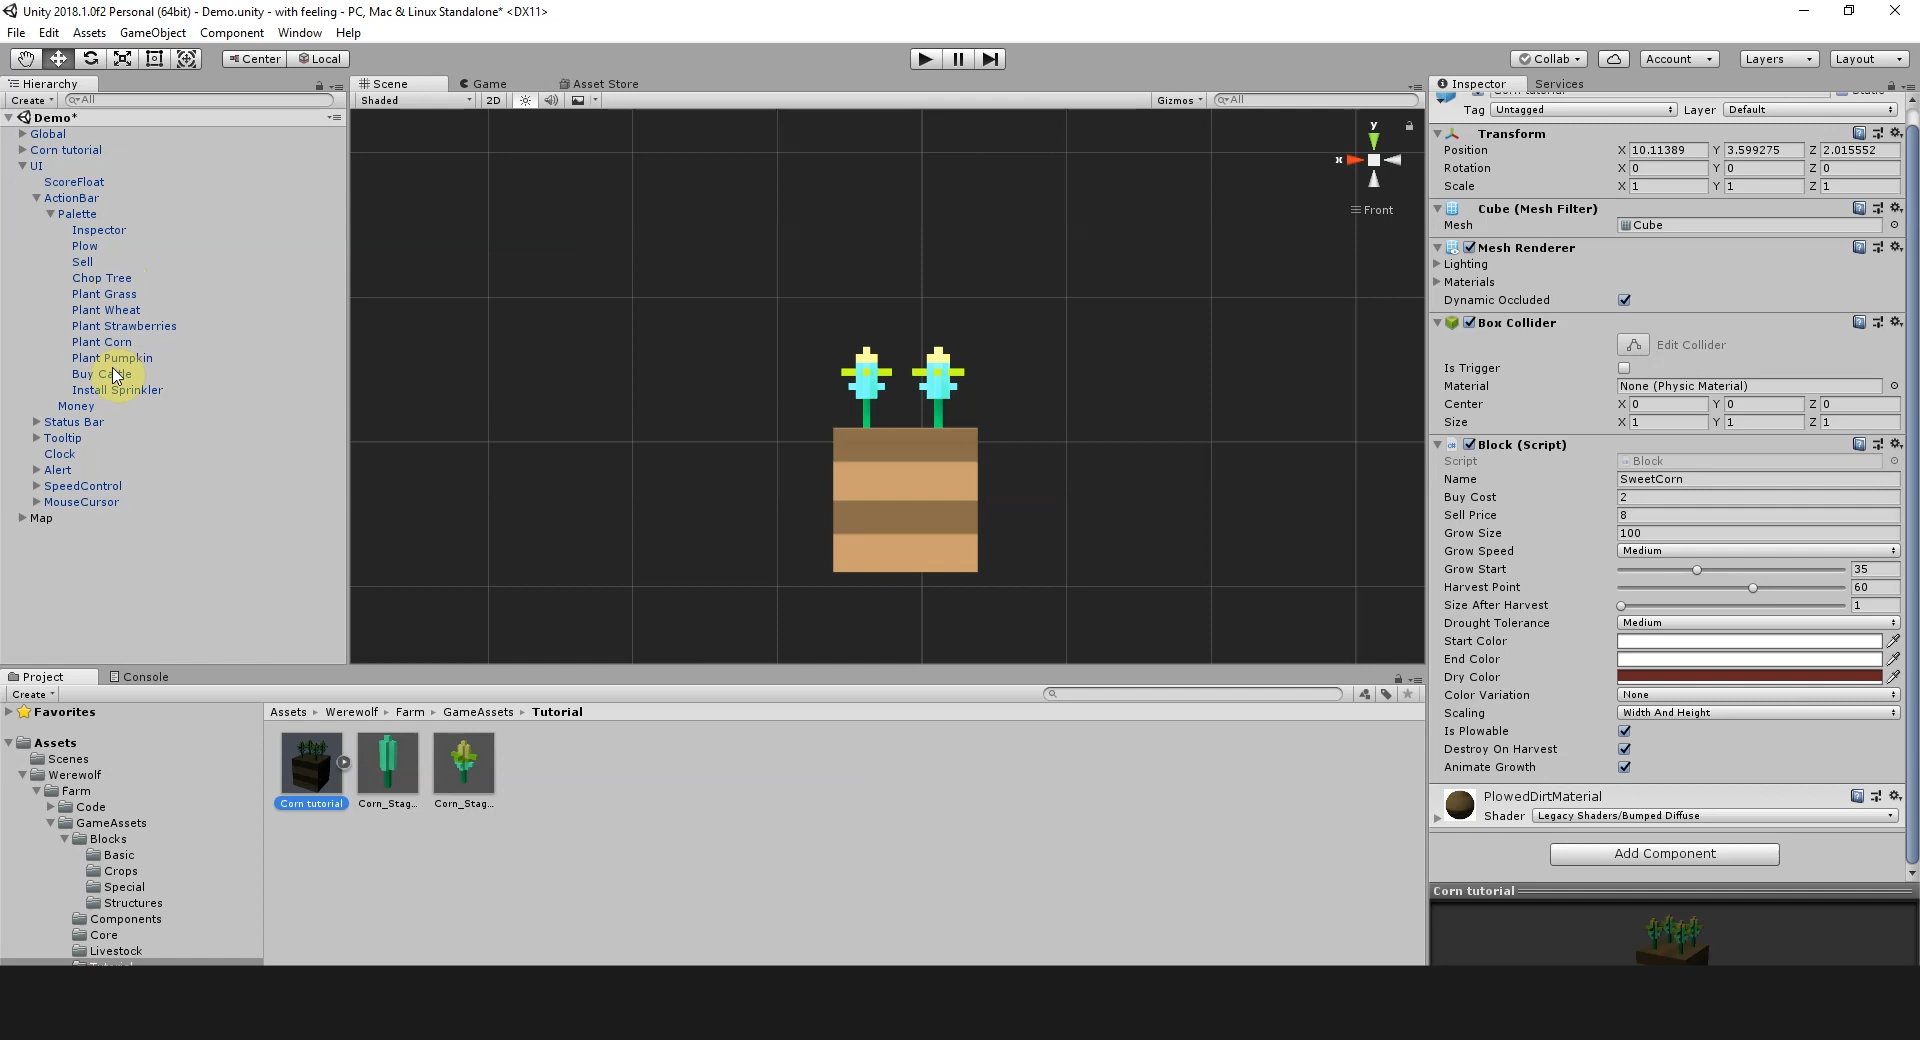 Unity 2018.1.0f2 Personal (64bit) - Demo.unity - with feeling - PC, Mac & Linux Standalone* <DX11>
File Edit Assets GameObject Component Window Help
Center Local
Collab Account Layers Layout
Hierarchy
Create All
Demo*
Global
Corn tutorial
UI
ScoreFloat
ActionBar
Palette
Inspector
Plow
Sell
Chop Tree
Plant Grass
Plant Wheat
Plant Strawberries
Plant Corn
Plant Pumpkin
Buy
Install Sprinkler
Money
Status Bar
Tooltip
Clock
Alert
SpeedControl
MouseCursor
Map
Scene Game Asset Store
Shaded 2D Gizmos All
y
x
Front
Inspector Services
Tag Untagged Layer Default
Transform
Position X 10.11389 Y 3.599275 Z 2.015552
Rotation X 0 Y 0 Z 0
Scale X 1 Y 1 Z 1
Cube (Mesh Filter)
Mesh Cube
Mesh Renderer
Lighting
Materials
Dynamic Occluded
Box Collider
Edit Collider
Is Trigger
Material None (Physic Material)
Center X 0 Y 0 Z 0
Size X 1 Y 1 Z 1
Block (Script)
Script Block
Name SweetCorn
Buy Cost 2
Sell Price 8
Grow Size 100
Grow Speed Medium
Grow Start 35
Harvest Point 60
Size After Harvest 1
Drought Tolerance Medium
Start Color
End Color
Dry Color
Color Variation None
Scaling Width And Height
Is Plowable
Destroy On Harvest
Animate Growth
PlowedDirtMaterial
Shader Legacy Shaders/Bumped Diffuse
Add Component
Corn tutorial
Project Console
Create
Favorites
Assets
Scenes
Werewolf
Farm
Code
GameAssets
Blocks
Basic
Crops
Special
Structures
Components
Core
Livestock
Assets Werewolf Farm GameAssets Tutorial
Corn tutorial Corn_Stag... Corn_Stag...